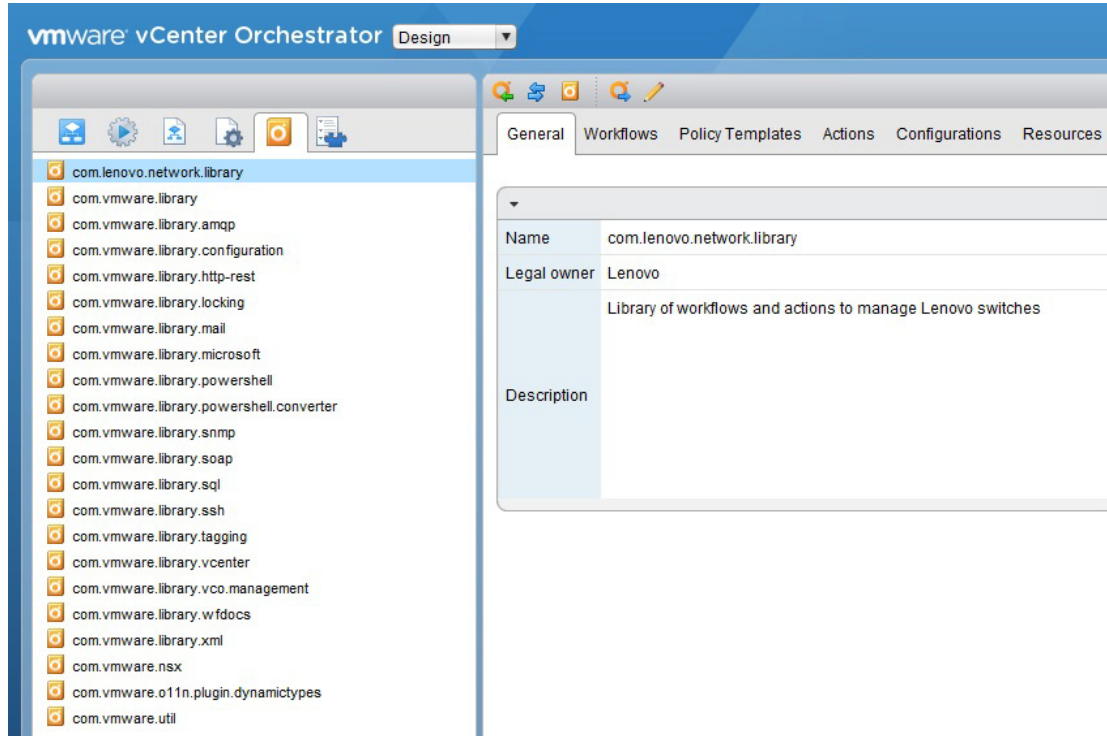 vmware vCenter Orchestrator Design
General Workflows Policy Templates Actions Configurations Resources
com.lenovo.network.library
com.vmware.library
com.vmware.library.amqp
com.vmware.library.configuration
com.vmware.library.http-rest
com.vmware.library.locking
com.vmware.library.mail
com.vmware.library.microsoft
com.vmware.library.powershell
com.vmware.library.powershell.converter
com.vmware.library.snmp
com.vmware.library.soap
com.vmware.library.sql
com.vmware.library.ssh
com.vmware.library.tagging
com.vmware.library.vcenter
com.vmware.library.vco.management
com.vmware.library.wfdocs
com.vmware.library.xml
com.vmware.nsx
com.vmware.o11n.plugin.dynamictypes
com.vmware.util
Name com.lenovo.network.library
Legal owner Lenovo
Library of workflows and actions to manage Lenovo switches
Description